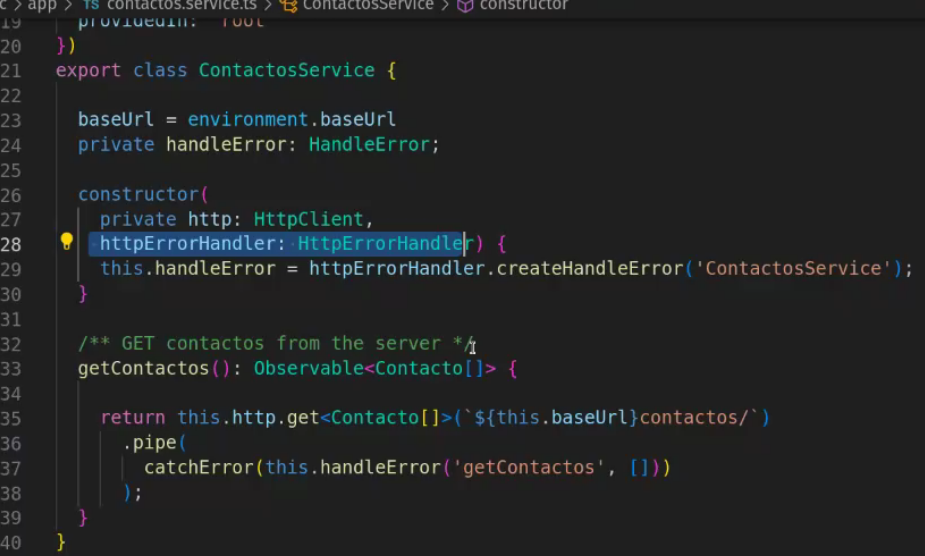 c > app > TS contactos.service.ts > ContactosService > constructor
19 providedIn: 'root'
20 })
21 export class ContactosService {
22
23 baseUrl = environment.baseUrl
24 private handleError: HandleError;
25
26 constructor(
27 private http: HttpClient,
28 httpErrorHandler: HttpErrorHandler) {
29 this.handleError = httpErrorHandler.createHandleError('ContactosService');
30 }
31
32 /** GET contactos from the server */
33 getContactos(): Observable<Contacto[]> {
34
35 return this.http.get<Contacto[]>(`${this.baseUrl}contactos/`)
36 .pipe(
37 catchError(this.handleError('getContactos', []))
38 );
39 }
40 }